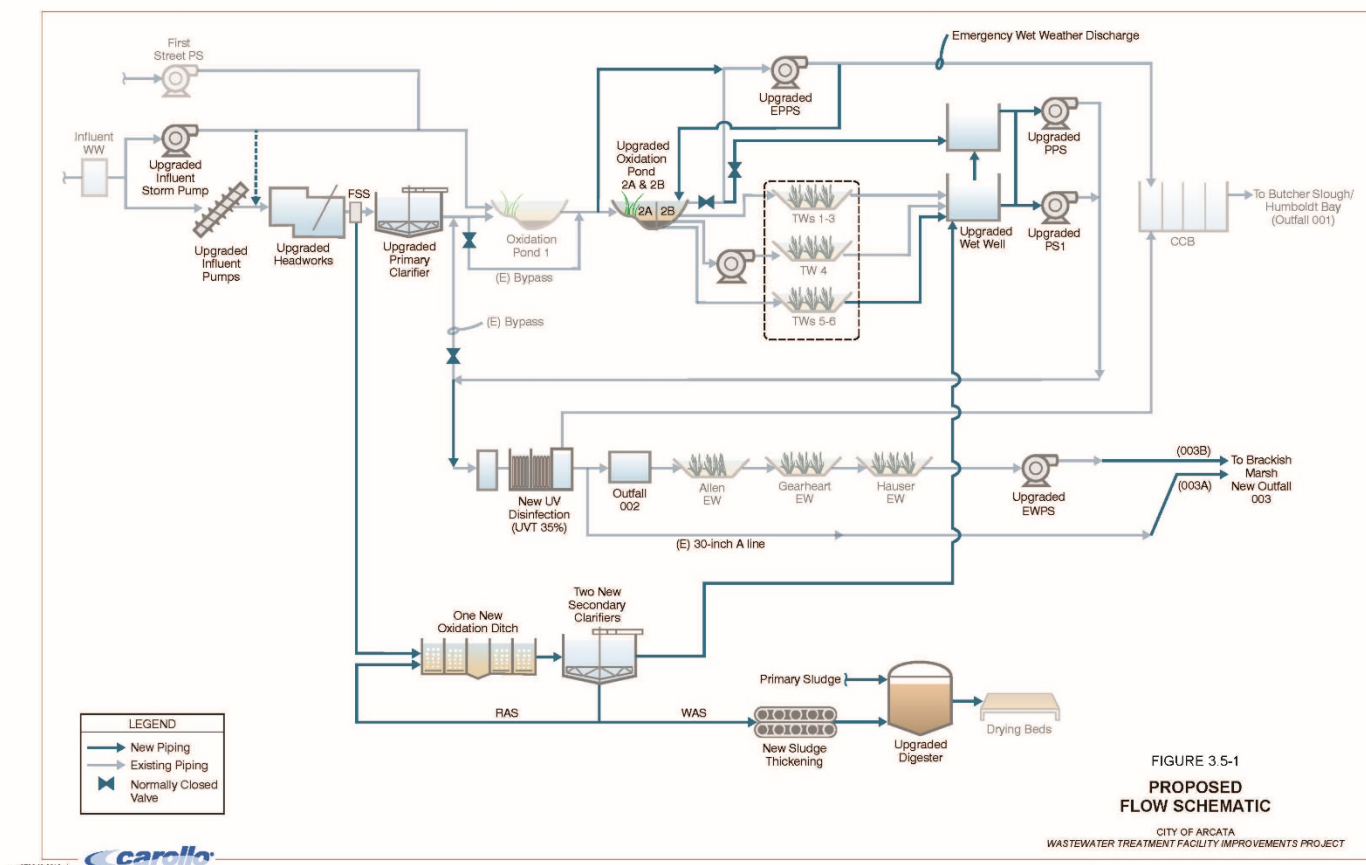 Emergency Wet Weather Discharge
First
Street PS
Upgraded
EPPS
Influent
WW
Upgraded
Influent
Storm Pump
Upgraded
Oxidation
Pond
2A & 2B
Upgraded
PPS
FSS
2A 2B
TWs 1-3
Upgraded
Wet Well
Upgraded
PS1
CCB
To Butcher Slough/
Humboldt Bay
(Outfall 001)
Upgraded
Influent
Pumps
Upgraded
Headworks
Upgraded
Primary
Clarifier
Oxidation
Pond 1
(E) Bypass
TW 4
TWs 5-6
(E) Bypass
New UV
Disinfection
(UVT 35%)
Outfall
002
Allen
EW
Gearheart
EW
Hauser
EW
Upgraded
EWPS
(003B)
(003A)
To Brackish
Marsh
New Outfall
003
(E) 30-inch A line
One New
Oxidation Ditch
Two New
Secondary
Clarifiers
RAS
WAS
Primary Sludge
New Sludge
Thickening
Upgraded
Digester
Drying Beds
LEGEND
New Piping
Existing Piping
Normally Closed
Valve
FIGURE 3.5-1
PROPOSED
FLOW SCHEMATIC
CITY OF ARCATA
WASTEWATER TREATMENT FACILITY IMPROVEMENTS PROJECT
carollo